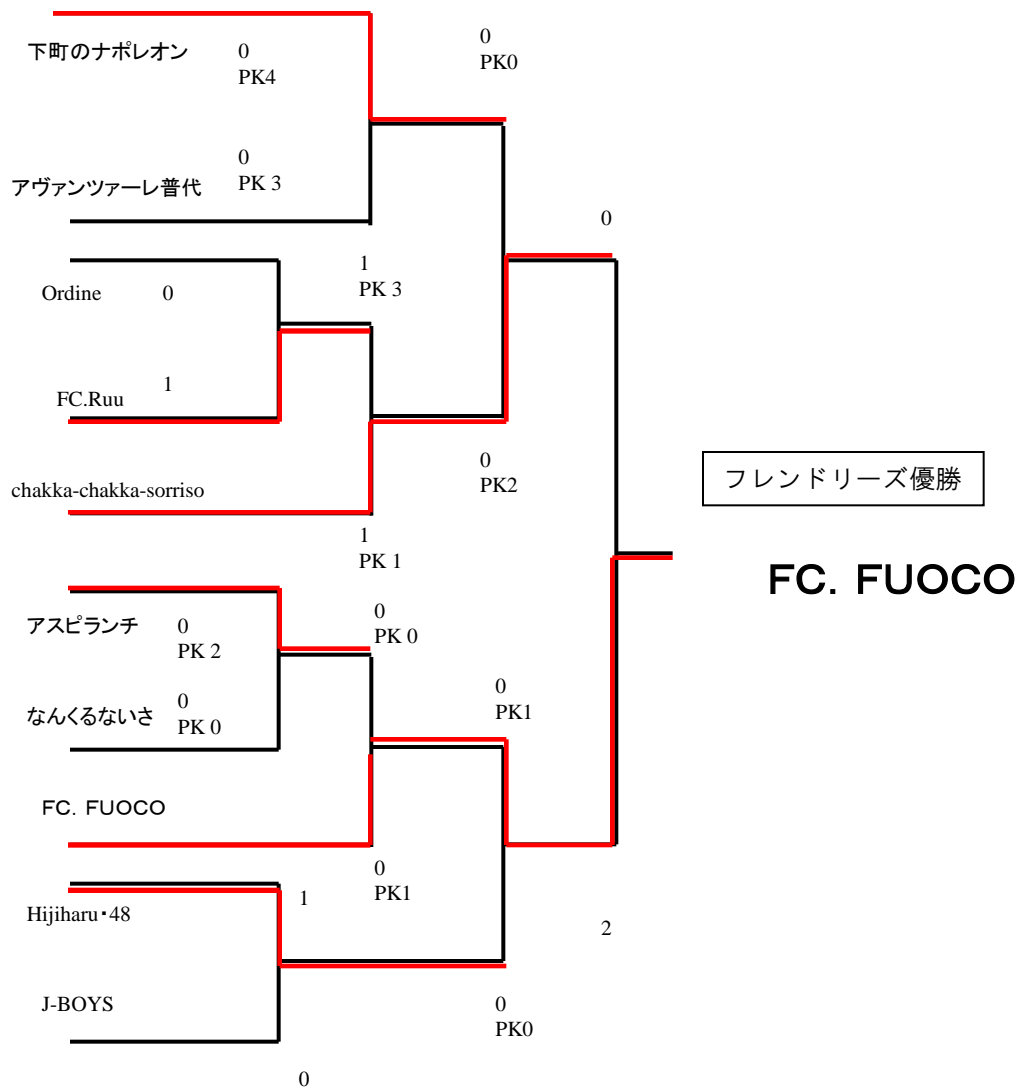 下町のナポレオン
0
PK4
0
PK0
アヴァンツァーレ普代
0
PK 3
0
Ordine
0
1
PK 3
FC.Ruu
1
chakka-chakka-sorriso
0
PK2
フレンドリーズ優勝
1
PK 1
FC. FUOCO
アスピランチ
0
PK 2
0
PK 0
なんくるないさ
0
PK 0
0
PK1
FC. FUOCO
0
PK1
Hijiharu・48
1
2
J-BOYS
0
PK0
0